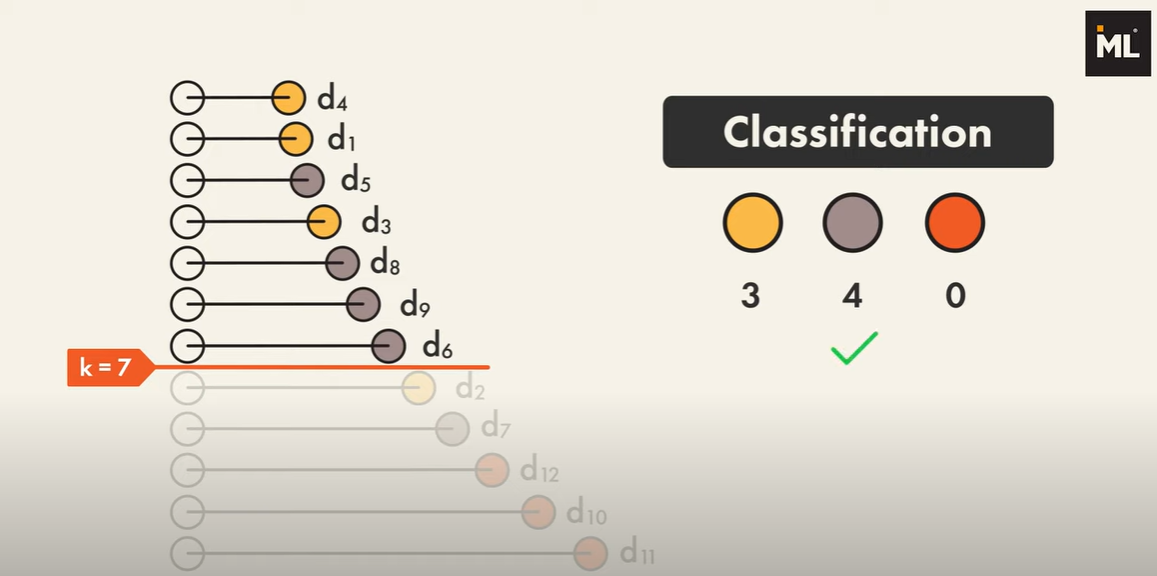 ML
d4
d1
d5
d3
d8
d9
d6
k = 7
d2
d7
d12
d10
d11
Classification
3 4 0